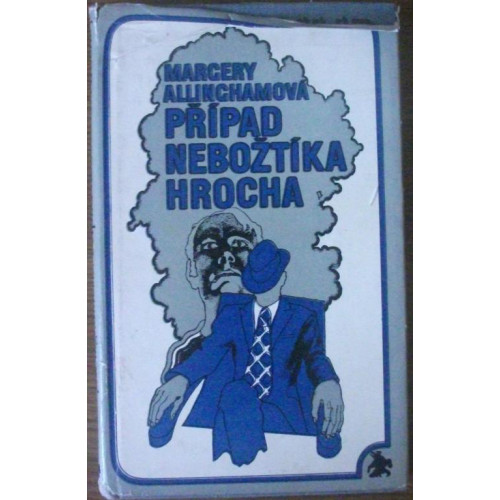 MARGERY
ALLINGHAMOVÁ
PŘÍPAD
NEBOŽTÍKA
HROCHA